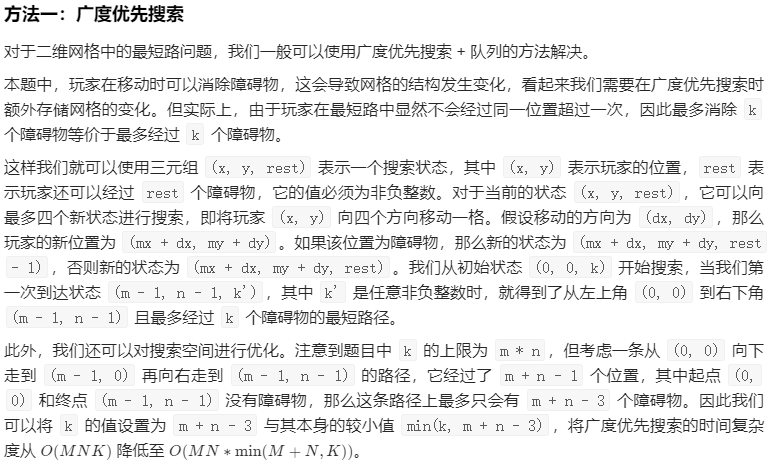 方法一：广度优先搜索
对于二维网格中的最短路问题，我们一般可以使用广度优先搜索 + 队列的方法解决。
本题中，玩家在移动时可以消除障碍物，这会导致网格的结构发生变化，看起来我们需要在广度优先搜索时
额外存储网格的变化。但实际上，由于玩家在最短路中显然不会经过同一位置超过一次，因此最多消除 k
个障碍物等价于最多经过 k 个障碍物。
这样我们就可以使用三元组 (x, y, rest) 表示一个搜索状态，其中 (x, y) 表示玩家的位置，rest 表
示玩家还可以经过 rest 个障碍物，它的值必须为非负整数。对于当前的状态 (x, y, rest)，它可以向
最多四个新状态进行搜索，即将玩家 (x, y) 向四个方向移动一格。假设移动的方向为 (dx, dy)，那么
玩家的新位置为 (mx + dx, my + dy)。如果该位置为障碍物，那么新的状态为 (mx + dx, my + dy, rest
- 1)，否则新的状态为 (mx + dx, my + dy, rest)。我们从初始状态 (0, 0, k) 开始搜索，当我们第
一次到达状态 (m - 1, n - 1, k')，其中 k' 是任意非负整数时，就得到了从左上角 (0, 0) 到右下角
(m - 1, n - 1) 且最多经过 k 个障碍物的最短路径。
此外，我们还可以对搜索空间进行优化。注意到题目中 k 的上限为 m * n，但考虑一条从 (0, 0) 向下
走到 (m - 1, 0) 再向右走到 (m - 1, n - 1) 的路径，它经过了 m + n - 1 个位置，其中起点 (0,
0) 和终点 (m - 1, n - 1) 没有障碍物，那么这条路径上最多只会有 m + n - 3 个障碍物。因此我们
可以将 k 的值设置为 m + n - 3 与其本身的较小值 min(k, m + n - 3)，将广度优先搜索的时间复杂
度从 O(MNK) 降低至 O(MN * min(M + N, K))。